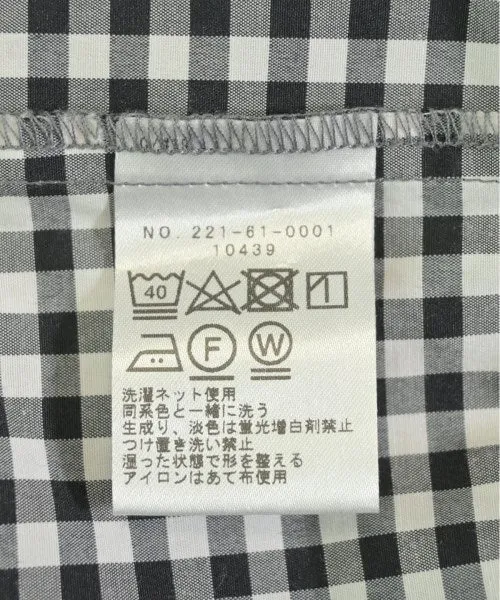 NO. 221-61-0001
10439
40
F W
洗濯ネット使用
同系色と一緒に洗う
生成り、淡色は蛍光増白剤禁止
つけ置き洗い禁止
湿った状態で形を整える
アイロンはあて布使用